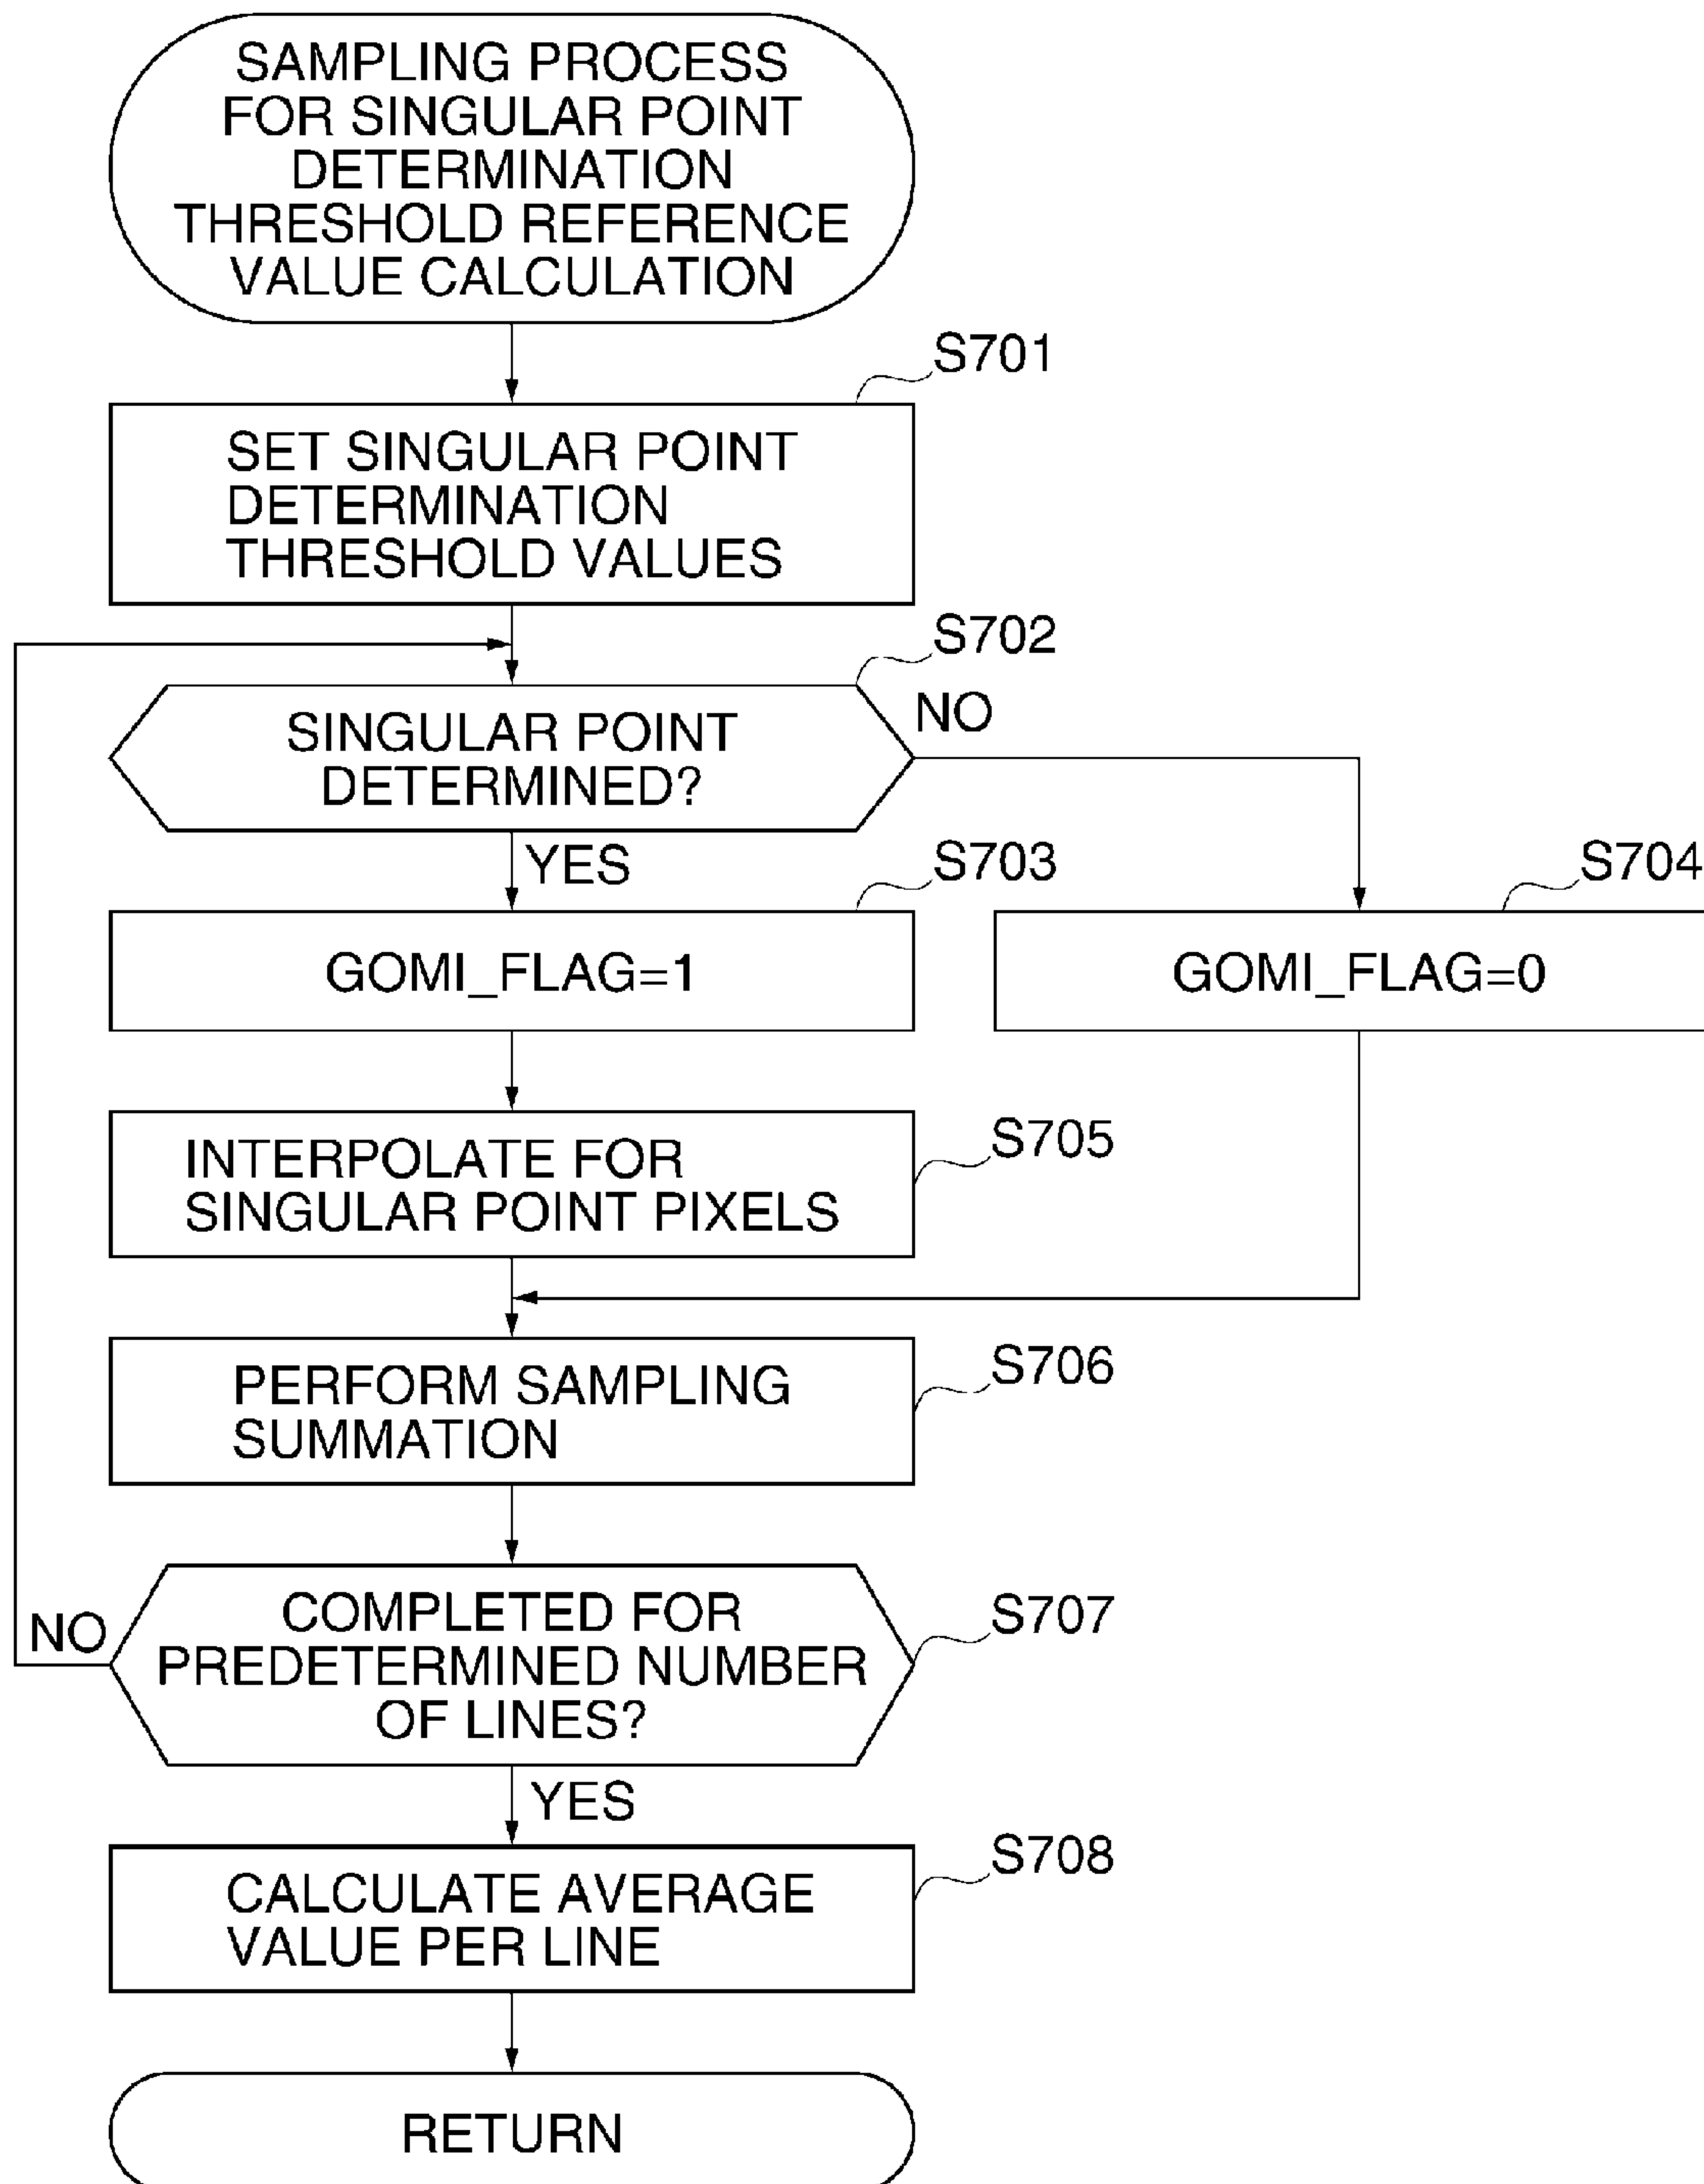 SAMPLING PROCESS
FOR SINGULAR POINT
DETERMINATION
THRESHOLD REFERENCE
VALUE CALCULATION
S701
SET SINGULAR POINT
DETERMINATION
THRESHOLD VALUES
S702
SINGULAR POINT
DETERMINED?
NO
YES
S703
GOMI_FLAG=1
S704
GOMI_FLAG=0
S705
INTERPOLATE FOR
SINGULAR POINT PIXELS
S706
PERFORM SAMPLING
SUMMATION
S707
COMPLETED FOR
PREDETERMINED NUMBER
OF LINES?
NO
YES
S708
CALCULATE AVERAGE
VALUE PER LINE
RETURN